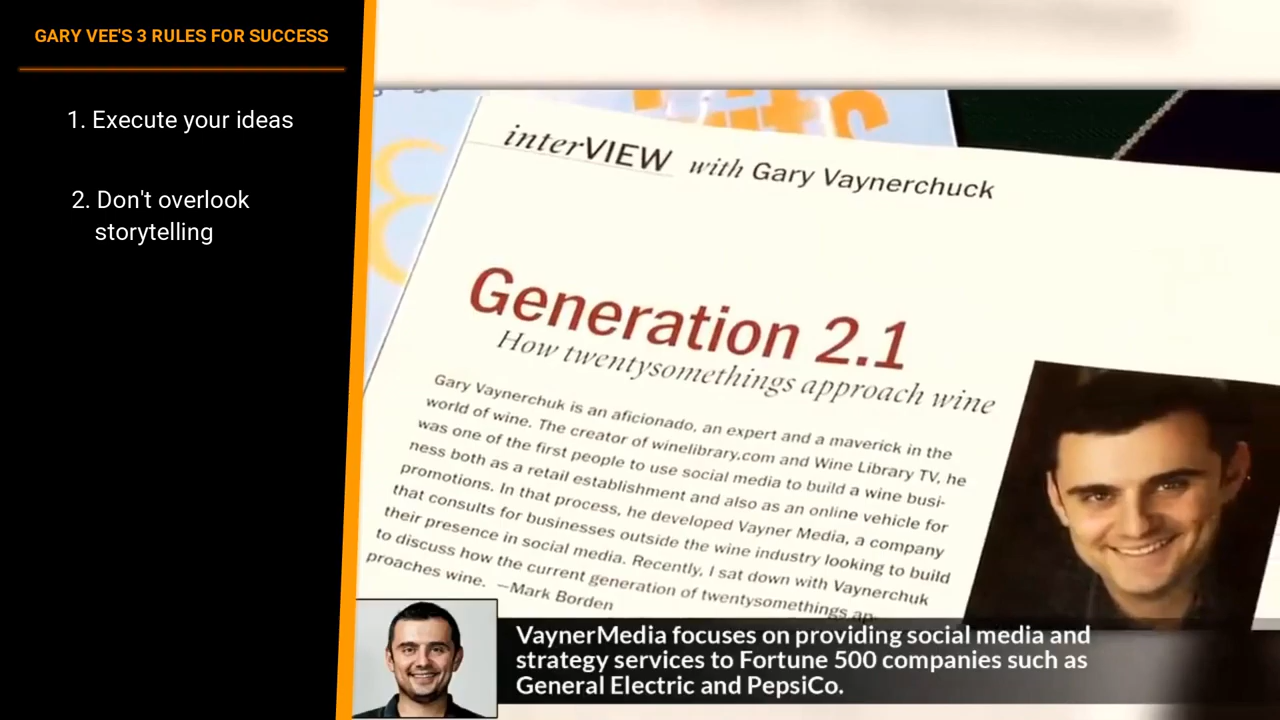 GARY VEE'S 3 RULES FOR SUCCESS
1. Execute your ideas
2. Don't overlook
storytelling
interVIEW with Gary Vaynerchuck
Generation 2.1
How twentysomethings approach wine
Gary Vaynerchuk is an aficionado, an expert and a maverick in the
world of wine. The creator of winelibrary.com and Wine Library TV, he
was one of the first people to use social media to build a wine busi-
ness both as a retail establishment and also as an online vehicle for
promotions. In that process, he developed Vayner Media, a company
that consults for businesses outside the wine industry looking to build
their presence in social media. Recently, I sat down with Vaynerchuk
to discuss how the current generation of twentysomethings ap-
proaches wine. —Mark Borden
VaynerMedia focuses on providing social media and
strategy services to Fortune 500 companies such as
General Electric and PepsiCo.